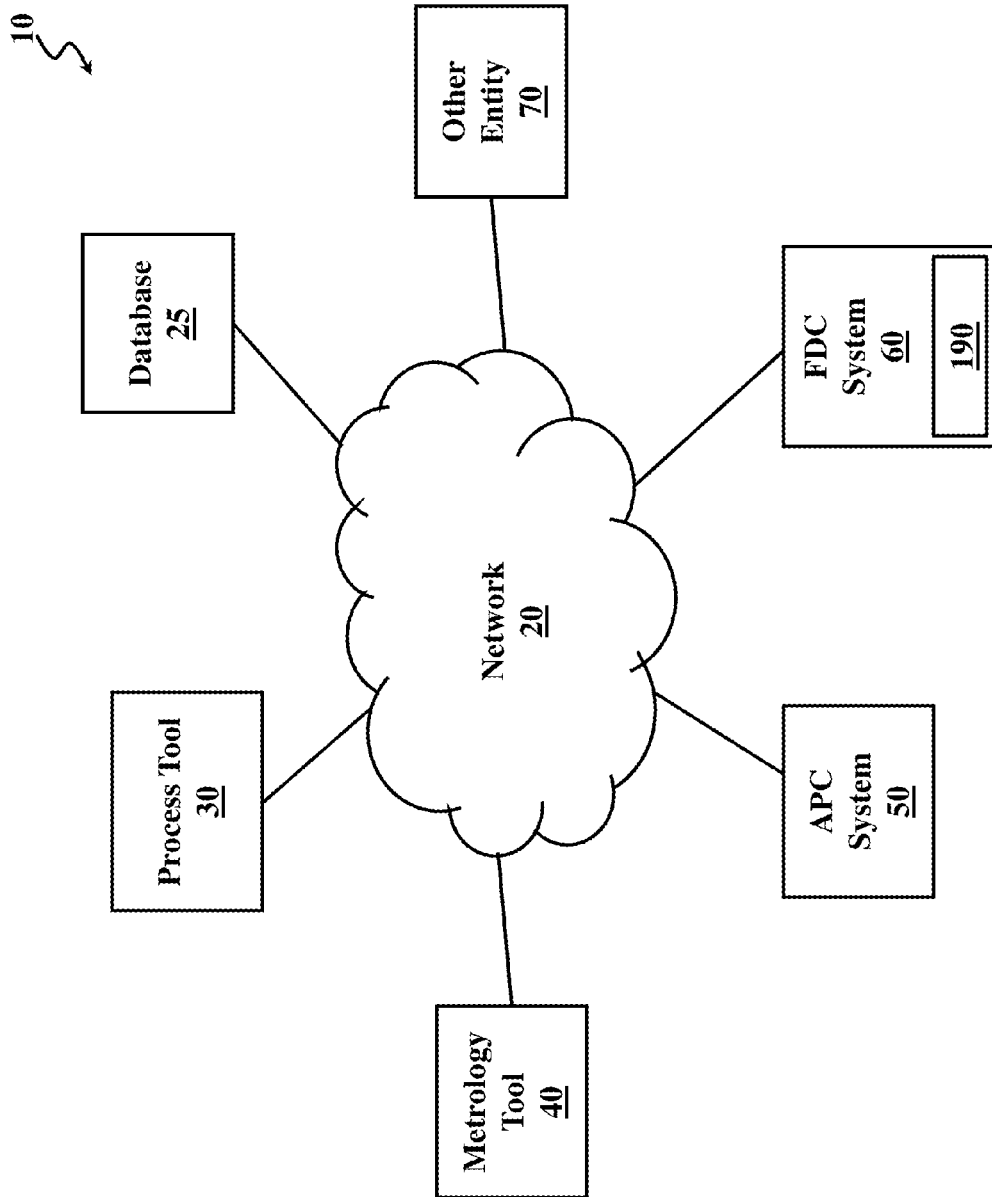 10
Process Tool
30
Database
25
Metrology
Tool
40
Network
20
Other
Entity
70
APC
System
50
FDC
System
60
190